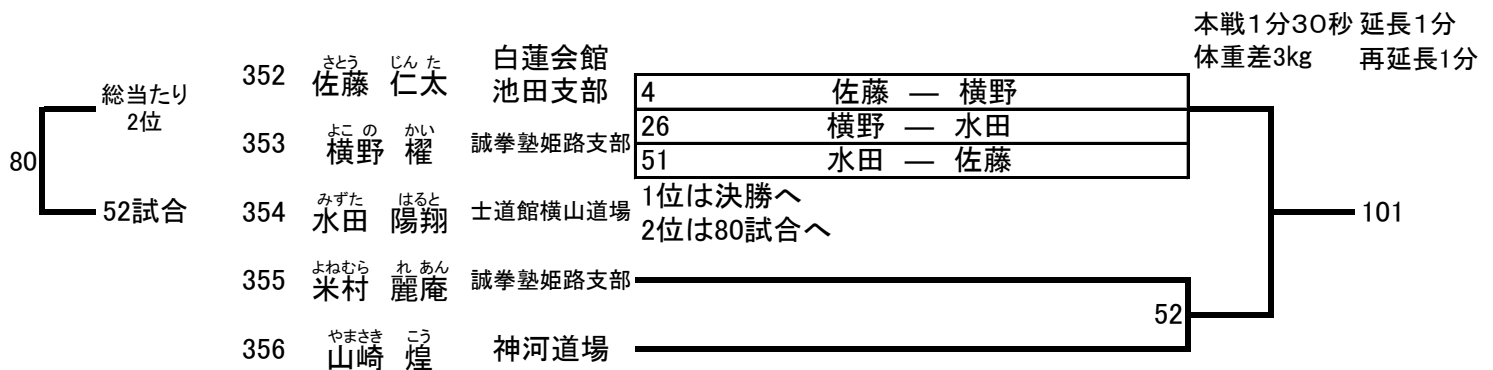 本戦1分30秒 延長1分
体重差3kg 再延長1分
総当たり
2位
80
52試合
さとう じん た
352 佐藤 仁太 白蓮会館
池田支部
よこ の かい
353 横野 櫂 誠拳塾姫路支部
みずた はると
354 水田 陽翔 士道館横山道場
よねむら れ あん
355 米村 麗庵 誠拳塾姫路支部
やまさき こう
356 山崎 煌 神河道場
4 佐藤 ― 横野
26 横野 ― 水田
51 水田 ― 佐藤
1位は決勝へ
2位は80試合へ
52
101